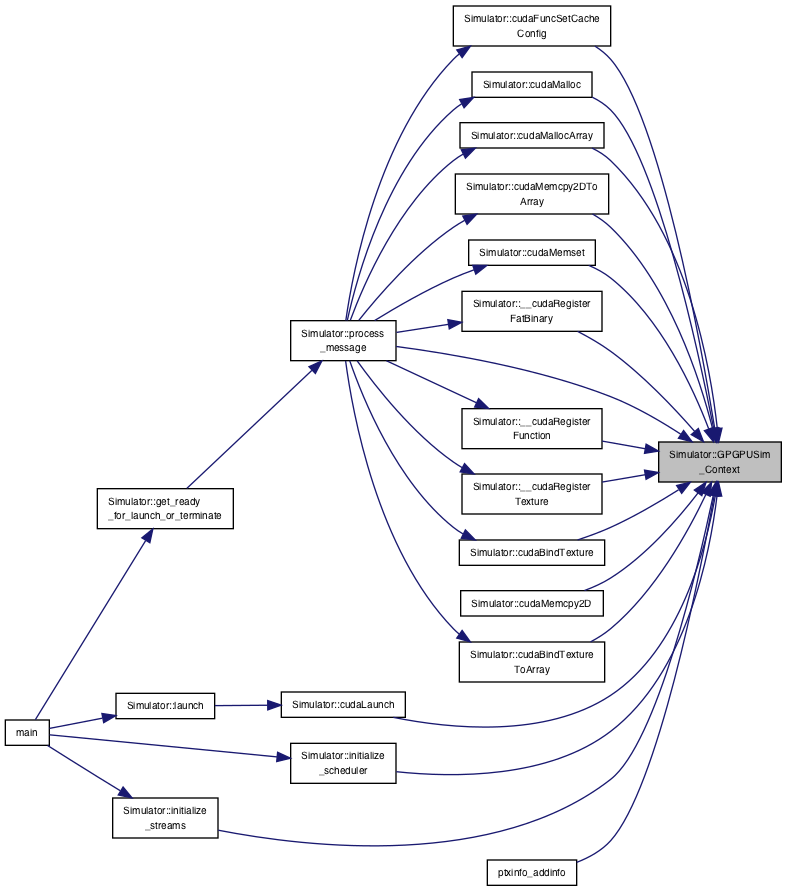 Simulator::cudaFuncSetCache
Config
Simulator::cudaMalloc
Simulator::cudaMallocArray
Simulator::cudaMemcpy2DTo
Array
Simulator::cudaMemset
Simulator::__cudaRegister
FatBinary
Simulator::process
_message
Simulator::__cudaRegister
Function
Simulator::GPGPUSim
_Context
Simulator::__cudaRegister
Texture
Simulator::get_ready
_for_launch_or_terminate
Simulator::cudaBindTexture
Simulator::cudaMemcpy2D
Simulator::cudaBindTexture
ToArray
Simulator::launch
Simulator::cudaLaunch
main
Simulator::initialize
_scheduler
Simulator::initialize
_streams
ptxinfo_addinfo